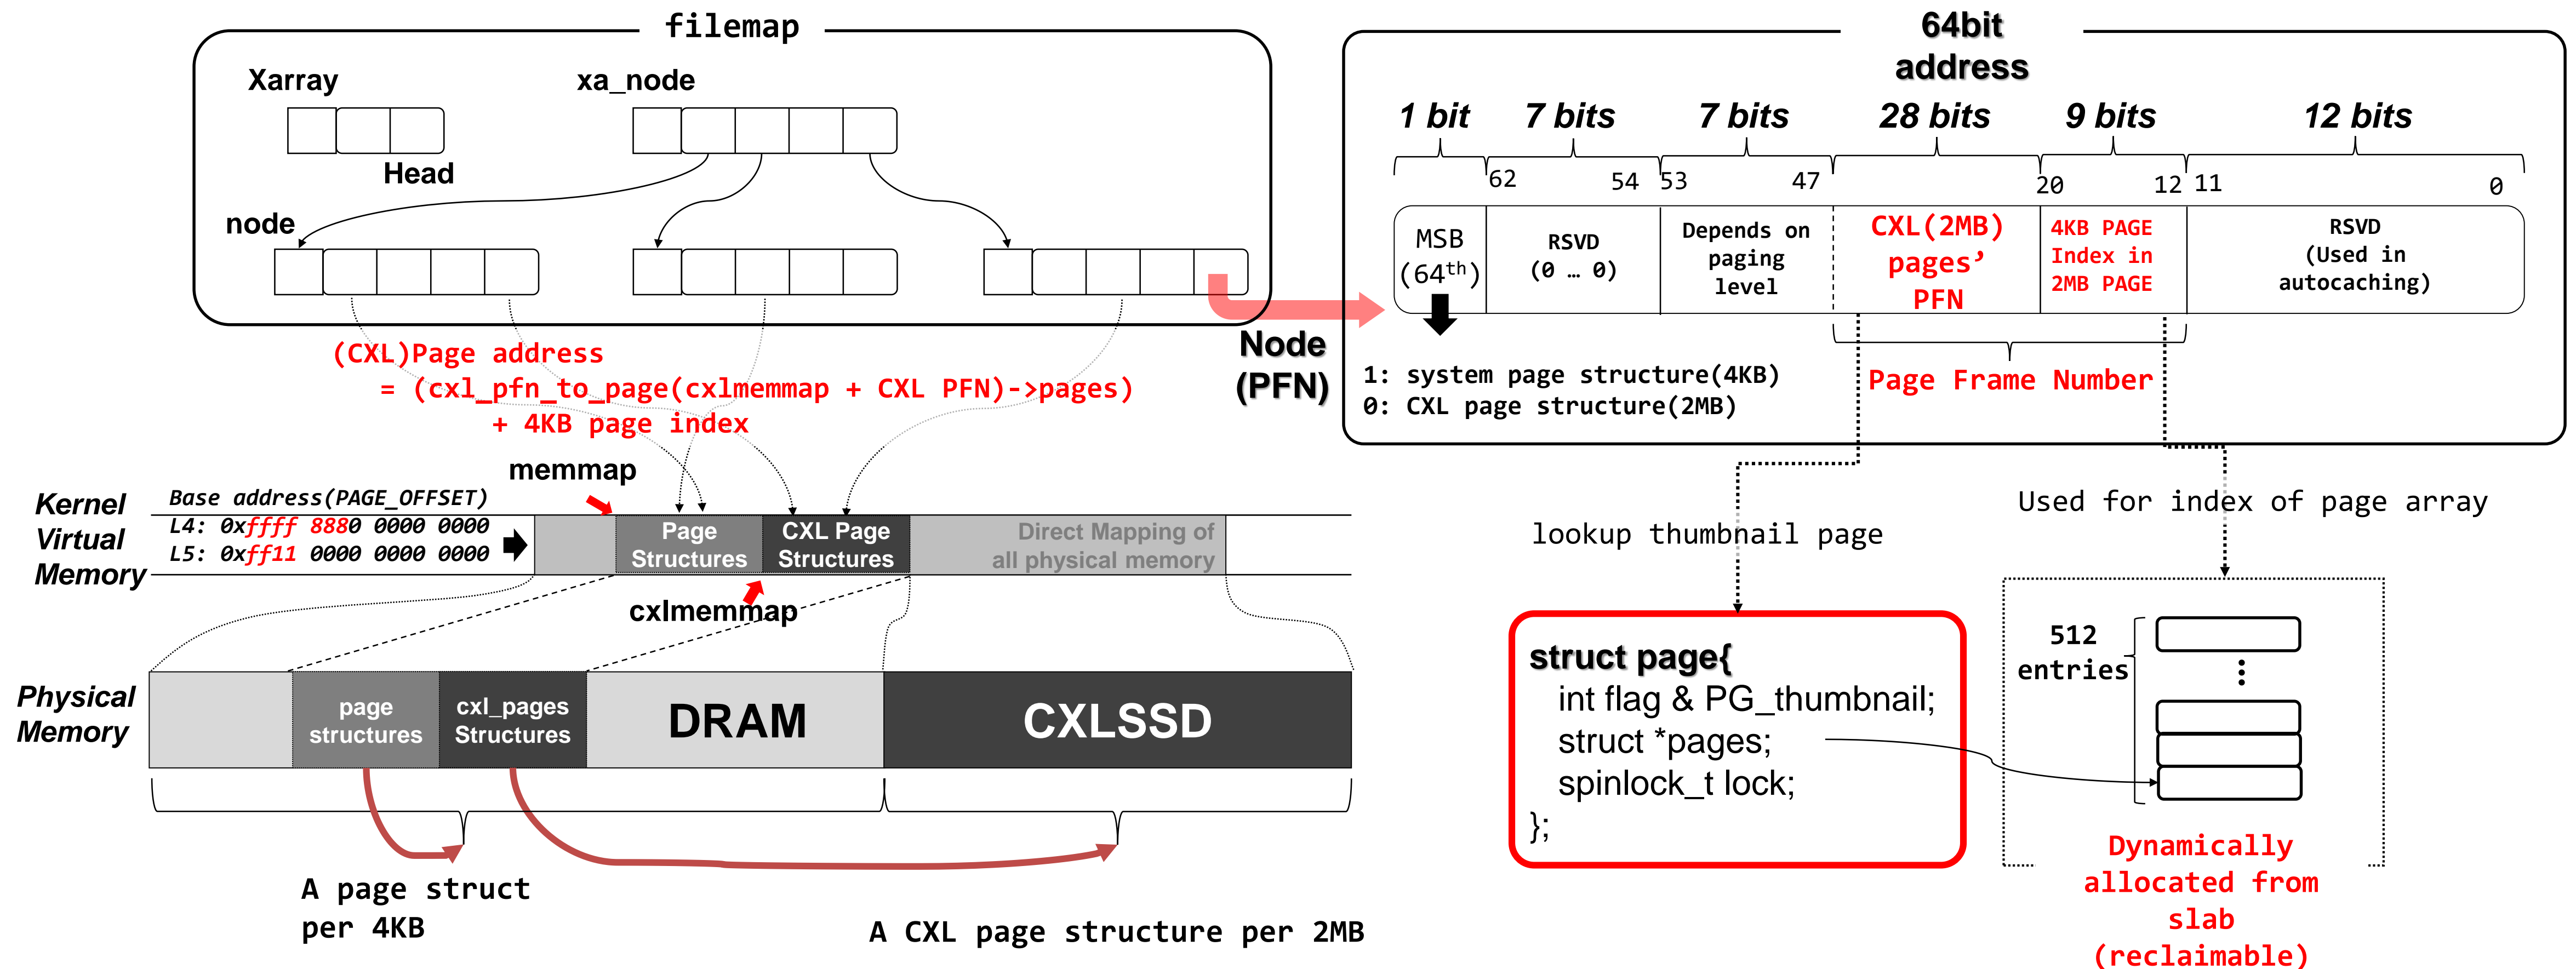 filemap
Xarray
xa_node
Head
node
Node
(PFN)
64bit
address
1 bit
7 bits
7 bits
28 bits
9 bits
12 bits
62
54
53
47
20
12
11
0
MSB
(64th)
RSVD
(0 … 0)
Depends on
paging
level
CXL(2MB)
pages’
PFN
4KB PAGE
Index in
2MB PAGE
RSVD
(Used in
autocaching)
1: system page structure(4KB)
0: CXL page structure(2MB)
Page Frame Number
(CXL)Page address
= (cxl_pfn_to_page(cxlmemmap + CXL PFN)->pages)
+ 4KB page index
memmap
Kernel
Virtual
Memory
Base address(PAGE_OFFSET)
L4: 0xffff 8880 0000 0000
L5: 0xff11 0000 0000 0000
Page
Structures
CXL Page
Structures
Direct Mapping of
all physical memory
cxlmemmap
Physical
Memory
page
structures
cxl_pages
Structures
DRAM
CXLSSD
A page struct
per 4KB
A CXL page structure per 2MB
lookup thumbnail page
Used for index of page array
struct page{
int flag & PG_thumbnail;
struct *pages;
spinlock_t lock;
};
512
entries
Dynamically
allocated from
slab
(reclaimable)